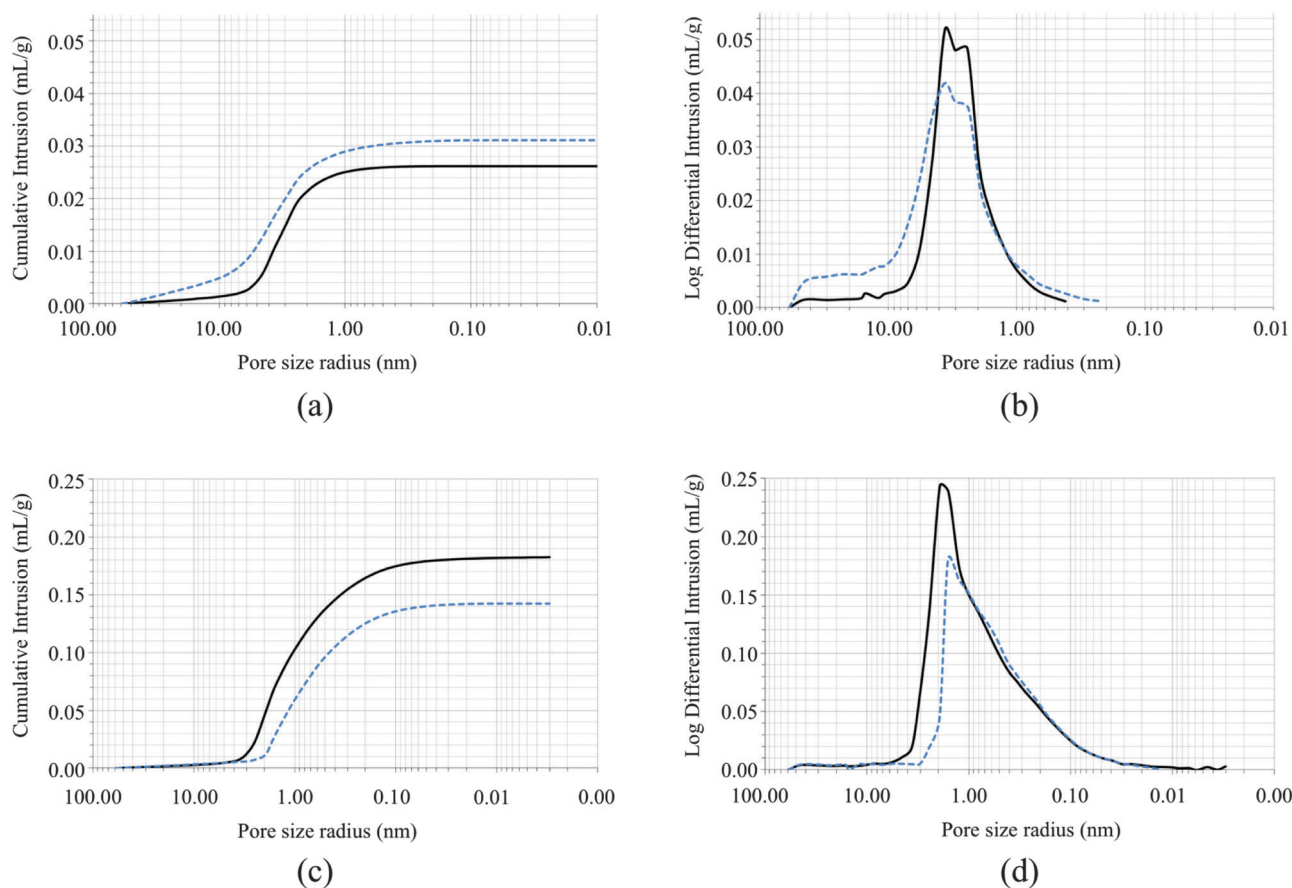 Cumulative Intrusion (mL/g)
0.05
0.04
0.03
0.02
0.01
0.00
100.00 10.00 1.00 0.10 0.01
Pore size radius (nm)
(a)
Log Differential Intrusion (mL/g)
0.05
0.04
0.03
0.02
0.01
0.00
100.00 10.00 1.00 0.10 0.01
Pore size radius (nm)
(b)
Cumulative Intrusion (mL/g)
0.25
0.20
0.15
0.10
0.05
0.00
100.00 10.00 1.00 0.10 0.01 0.00
Pore size radius (nm)
(c)
Log Differential Intrusion (mL/g)
0.25
0.20
0.15
0.10
0.05
0.00
100.00 10.00 1.00 0.10 0.01 0.00
Pore size radius (nm)
(d)